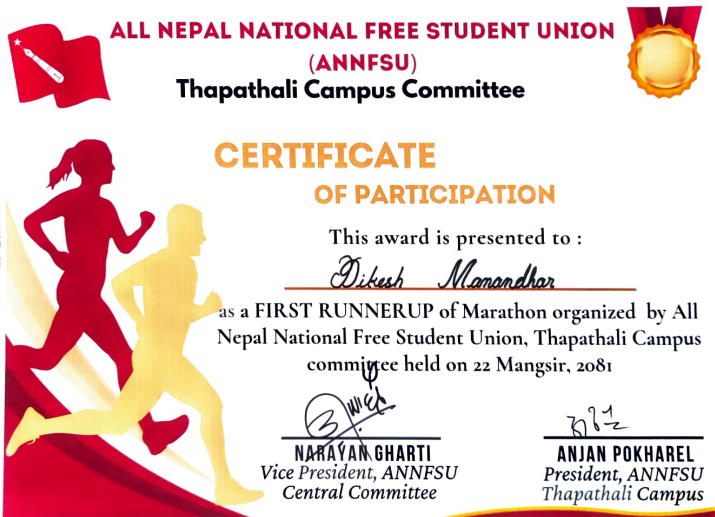 ALL NEPAL NATIONAL FREE STUDENT UNION
(ANNFSU)
Thapathali Campus Committee
CERTIFICATE
OF PARTICIPATION
This award is presented to :
Dikesh Manandhar
as a FIRST RUNNERUP of Marathon organized by All
Nepal National Free Student Union, Thapathali Campus
committee held on 22 Mangsir, 2081
NARAYAN GHARTI
Vice President, ANNFSU
Central Committee
ANJAN POKHAREL
President, ANNFSU
Thapathali Campus